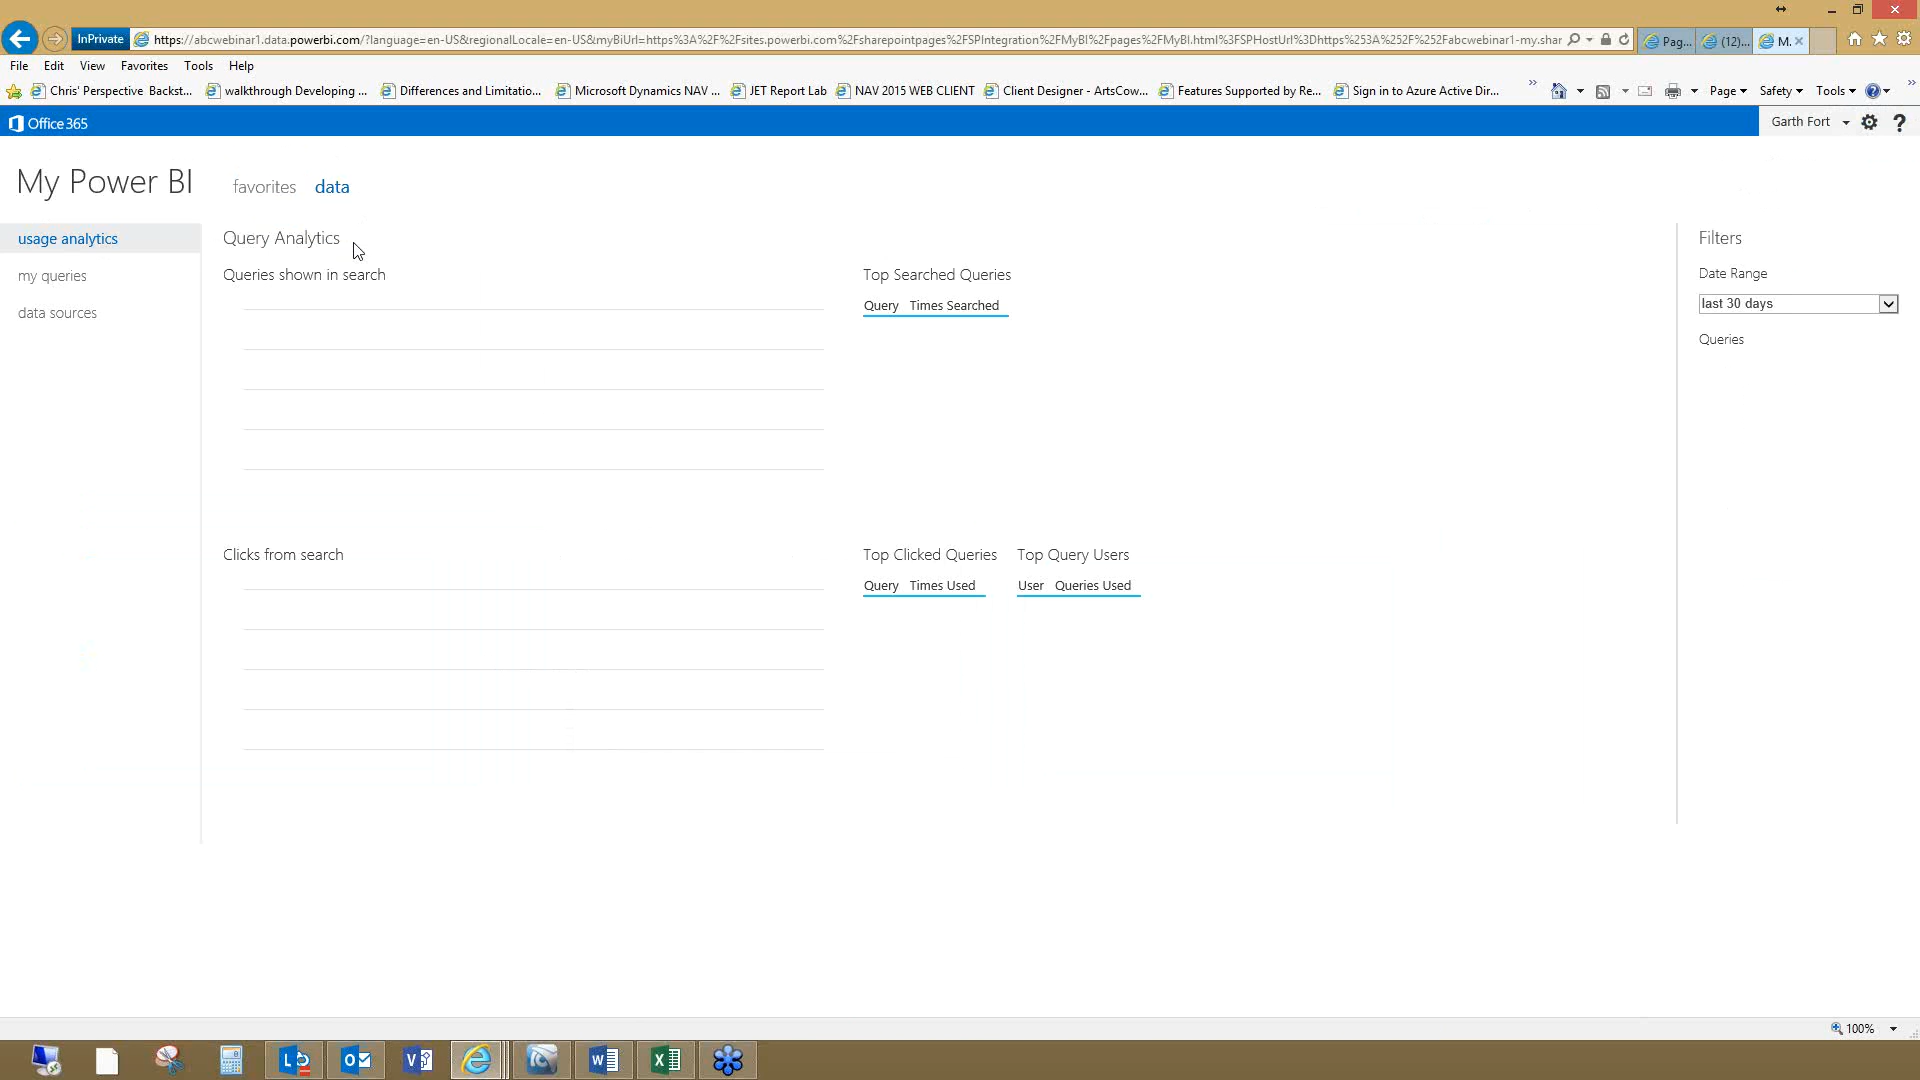 InPrivate
https://abcwebinar1.data.powerbi.com/?language=en-US&regionalLocale=en-US&myBiUrl=https%3A%2F%2Fsites.powerbi.com%2Fsharepointpages%2FSPIntegration%2FMyBI%2Fpages%2FMyBI.html%3FSPHostUrl%3Dhttps%253A%252F%252Fabcwebinar1-my.shar
Pag...
(12)...
M.
File Edit View Favorites Tools Help
Chris' Perspective Backst...
walkthrough Developing ...
Differences and Limitatio...
Microsoft Dynamics NAV ...
JET Report Lab
NAV 2015 WEB CLIENT
Client Designer - ArtsCow...
Features Supported by Re...
Sign in to Azure Active Dir...
Page Safety Tools
Office 365
Garth Fort
My Power BI
favorites data
usage analytics
my queries
data sources
Query Analytics
Queries shown in search
Top Searched Queries
Query Times Searched
Clicks from search
Top Clicked Queries
Query Times Used
Top Query Users
User Queries Used
Filters
Date Range
last 30 days
Queries
100%